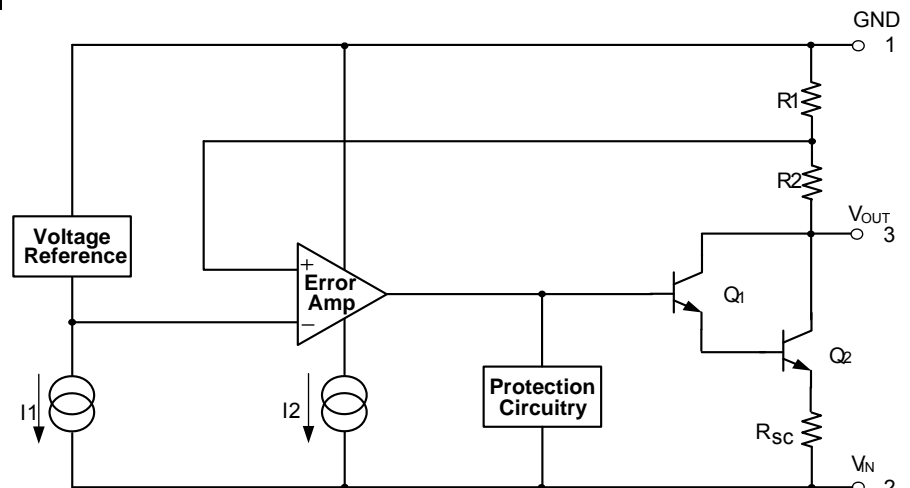 GND
1
R1
R2
VOUT
3
Voltage
Reference
+
Error
Amp
−
Q1
Q2
Protection
Circuitry
I1
I2
RSC
VIN
2